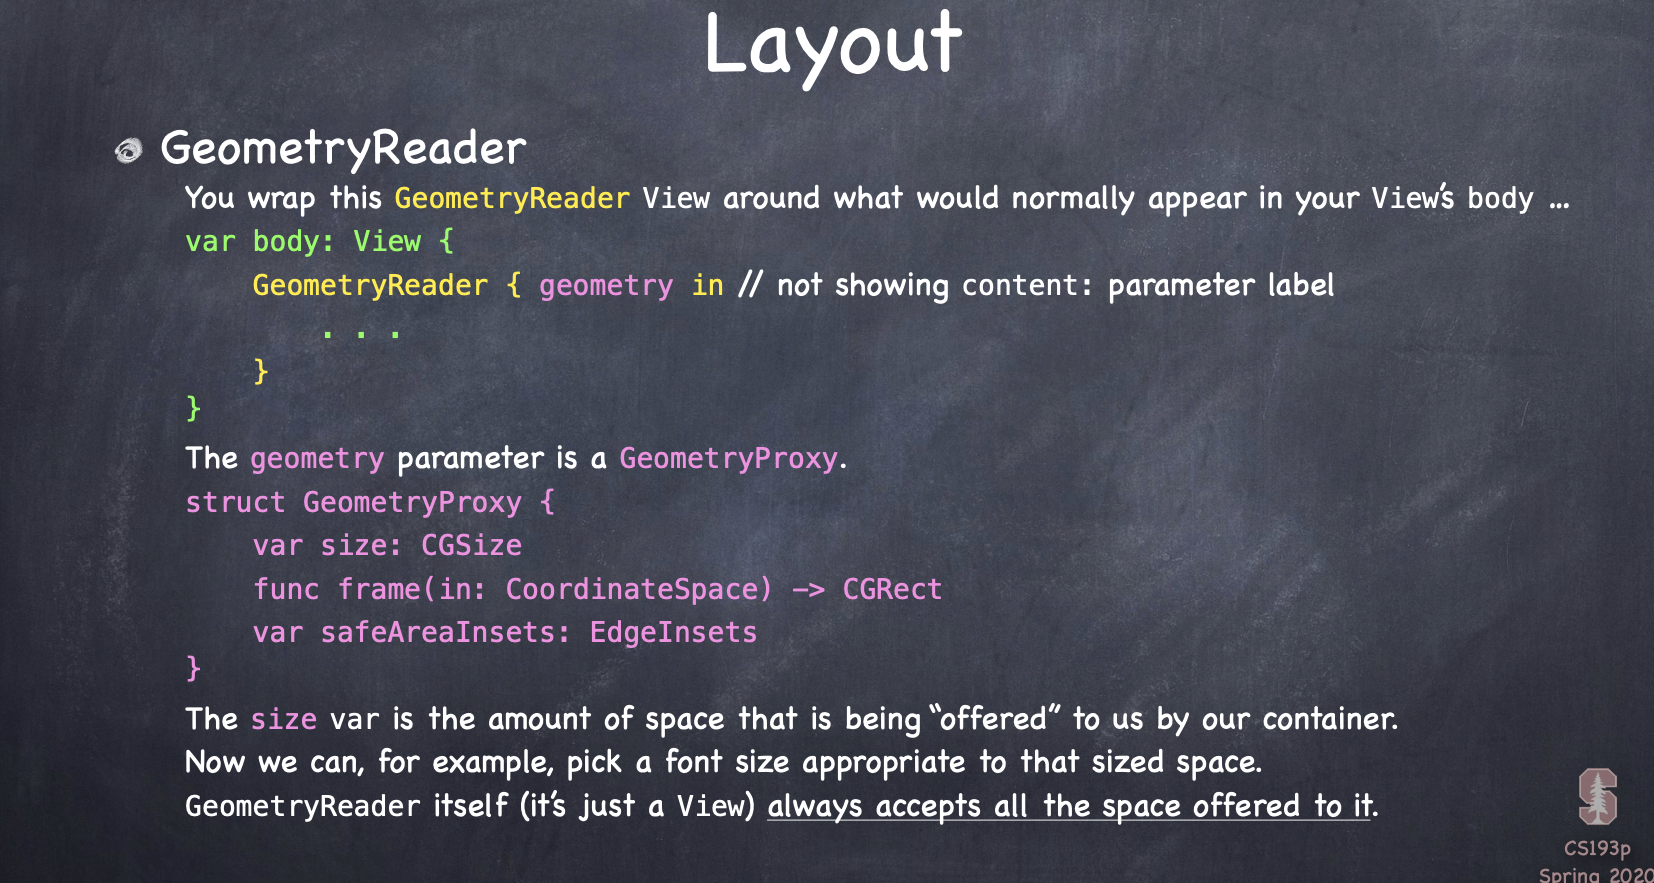 Layout
GeometryReader
You wrap this GeometryReader View around what would normally appear in your View’s body ...
var body: View {
    GeometryReader { geometry in // not showing content: parameter label
        . . .
    }
}
The geometry parameter is a GeometryProxy.
struct GeometryProxy {
    var size: CGSize
    func frame(in: CoordinateSpace) -> CGRect
    var safeAreaInsets: EdgeInsets
}
The size var is the amount of space that is being “offered” to us by our container.
Now we can, for example, pick a font size appropriate to that sized space.
GeometryReader itself (it’s just a View) always accepts all the space offered to it.
S
CS193p
Spring 2020